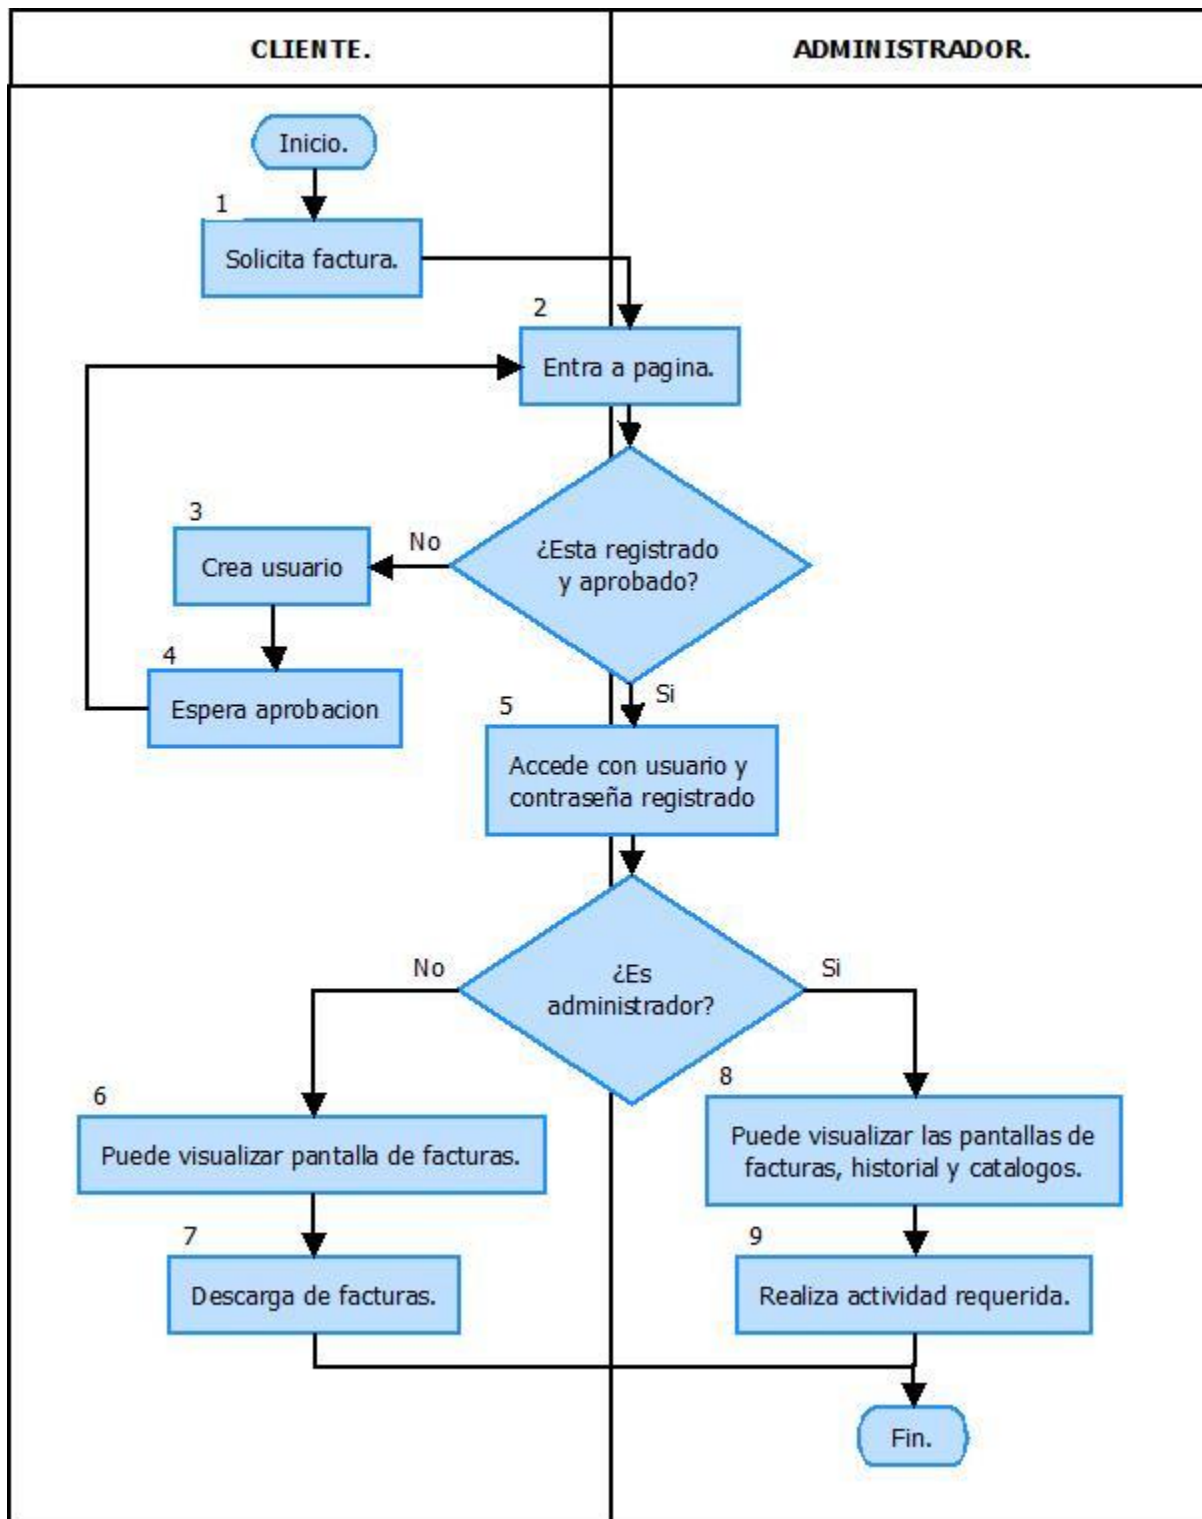 CLIENTE.
ADMINISTRADOR.
Inicio.
1
Solicita factura.
2
Entra a pagina.
¿Esta registrado
y aprobado?
No
3
Crea usuario
4
Espera aprobacion
Si
5
Accede con usuario y
contraseña registrado
¿Es
administrador?
No
Si
6
Puede visualizar pantalla de facturas.
7
Descarga de facturas.
8
Puede visualizar las pantallas de
facturas, historial y catalogos.
9
Realiza actividad requerida.
Fin.